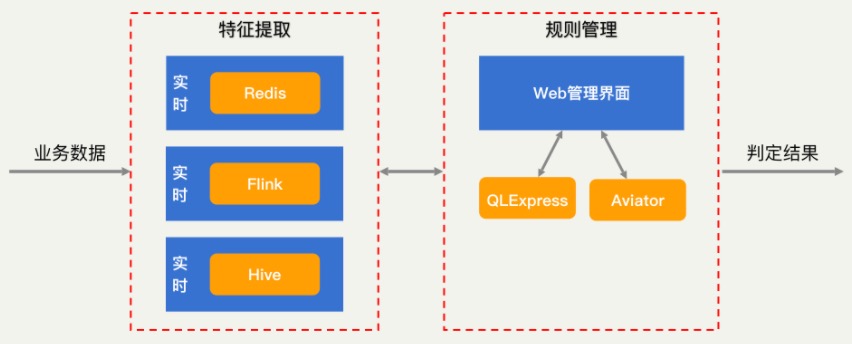 特征提取
规则管理
实时
Redis
Web管理界面
业务数据
实时
Flink
判定结果
QLExpress
Aviator
实时
Hive